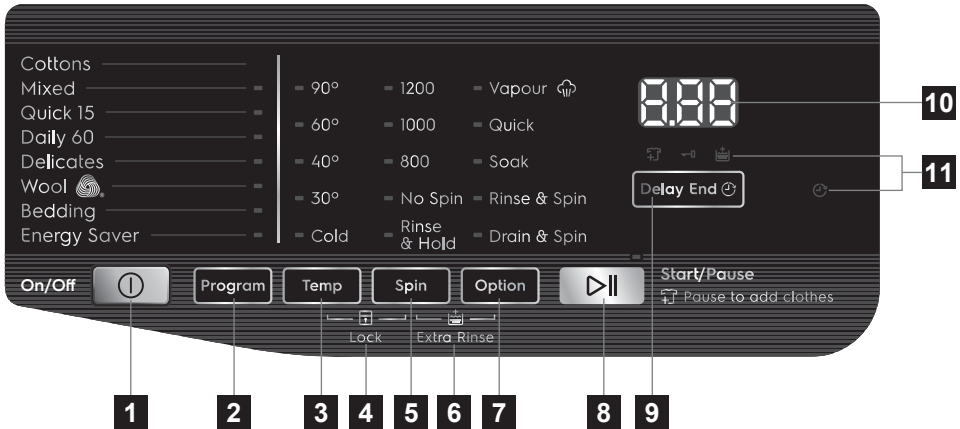 Cottons
Mixed
Quick 15
Daily 60
Delicates
Wool
Bedding
Energy Saver
90°
60°
40°
30°
Cold
1200
1000
800
No Spin
Rinse
& Hold
Vapour
Quick
Soak
Rinse & Spin
Drain & Spin
8.88
Delay End
10
11
On/Off
Program
Temp
Spin
Option
Start/Pause
Pause to add clothes
Lock
Extra Rinse
1
2
3
4
5
6
7
8
9